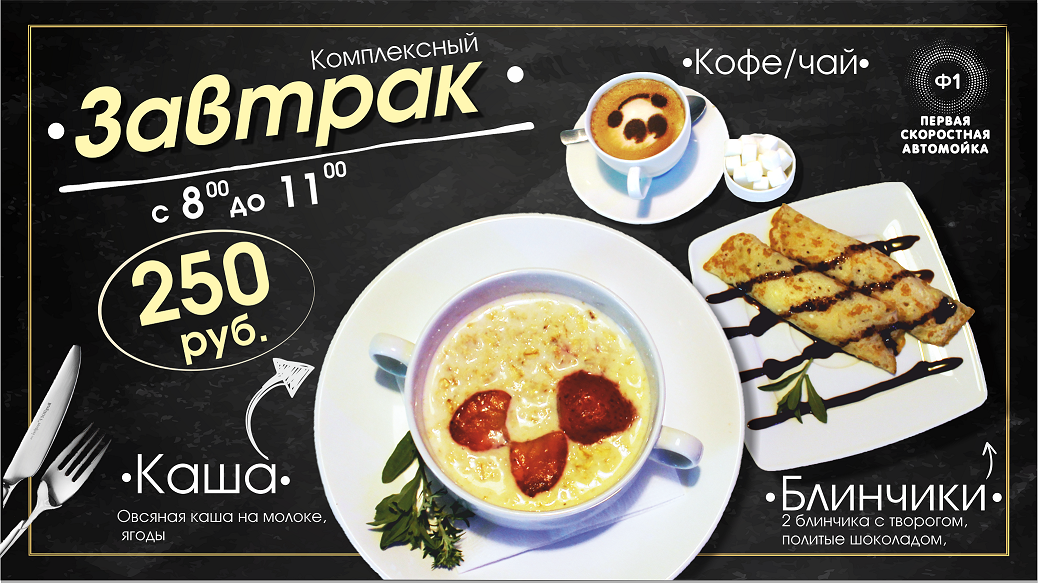 Комплексный
Завтрак
с 8⁰⁰ до 11⁰⁰
250
руб.
•Кофе/чай•
Ф1
ПЕРВАЯ
СКОРОСТНАЯ
АВТОМОЙКА
•Каша•
Овсяная каша на молоке,
ягоды
•Блинчики•
2 блинчика с творогом,
политые шоколадом,